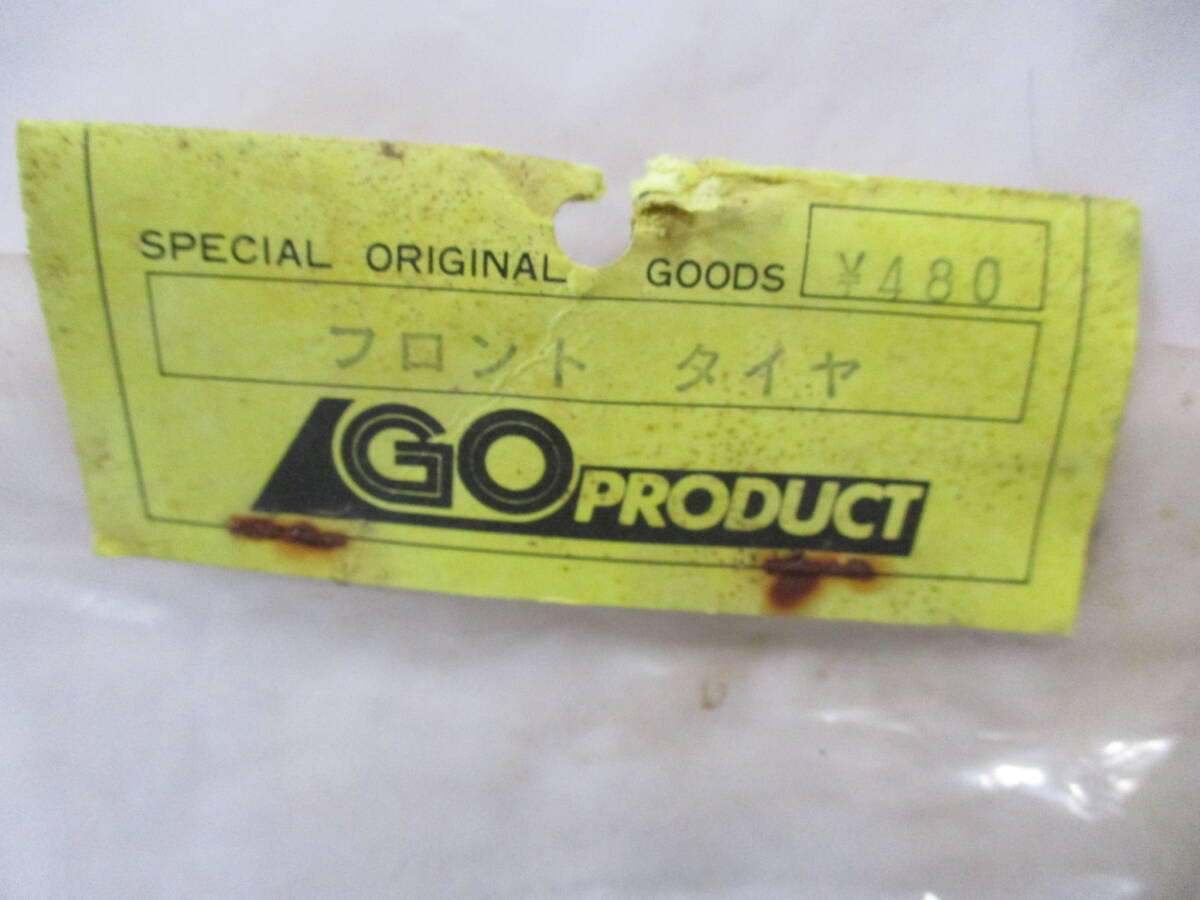 SPECIAL ORIGINAL GOODS ¥480
フロント タイヤ
GO PRODUCT